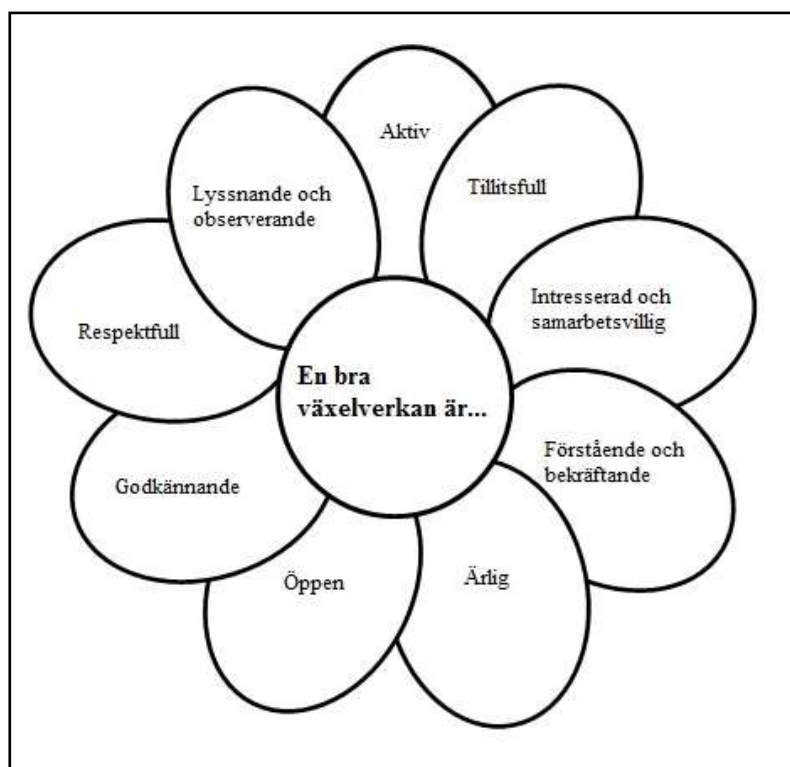 En bra
växelverkan är...
Aktiv
Tillitsfull
Intresserad och
samarbetsvillig
Förstående och
bekräftande
Ärlig
Öppen
Godkännande
Respektfull
Lyssnande och
observerande